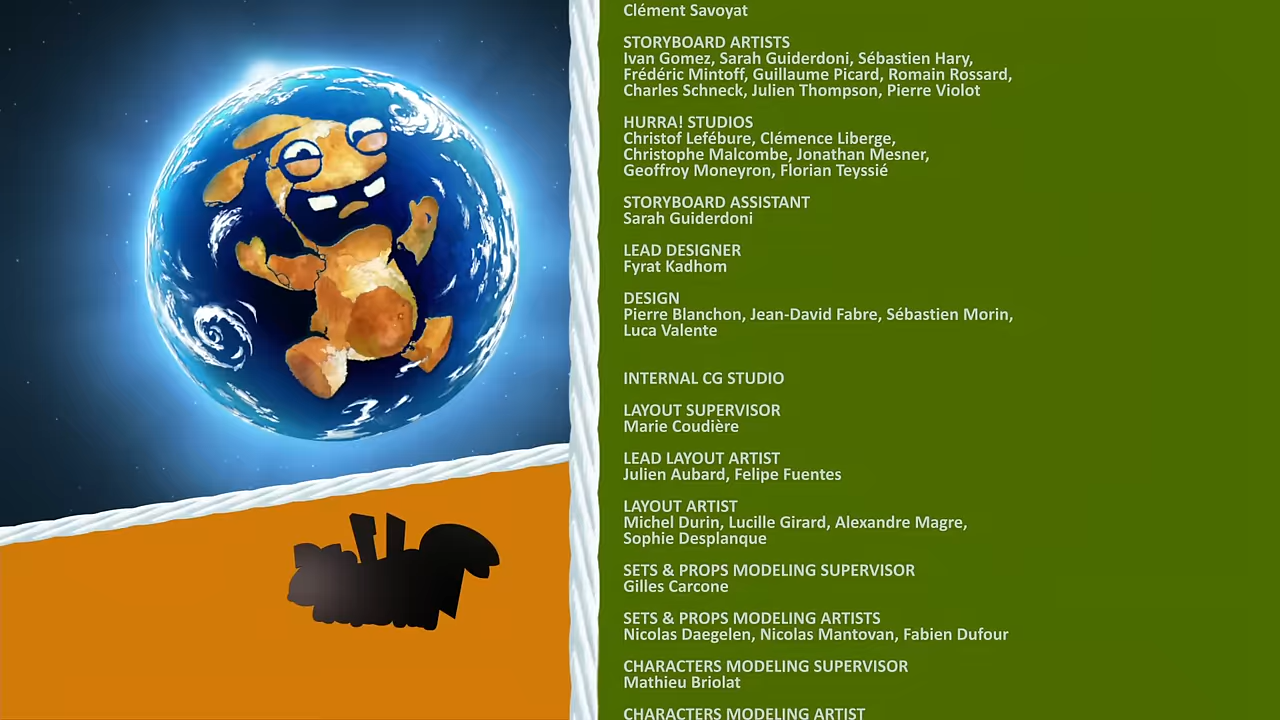 Clément Savoyat
STORYBOARD ARTISTS
Ivan Gomez, Sarah Guiderdoni, Sébastien Hary,
Frédéric Mintoff, Guillaume Picard, Romain Rossard,
Charles Schneck, Julien Thompson, Pierre Violot
HURRA! STUDIOS
Christof Lefébure, Clémence Liberge,
Christophe Malcombe, Jonathan Mesner,
Geoffroy Moneyron, Florian Teyssié
STORYBOARD ASSISTANT
Sarah Guiderdoni
LEAD DESIGNER
Fyrat Kadhom
DESIGN
Pierre Blanchon, Jean-David Fabre, Sébastien Morin,
Luca Valente
INTERNAL CG STUDIO
LAYOUT SUPERVISOR
Marie Coudière
LEAD LAYOUT ARTIST
Julien Aubard, Felipe Fuentes
LAYOUT ARTIST
Michel Durin, Lucille Girard, Alexandre Magre,
Sophie Desplanque
SETS & PROPS MODELING SUPERVISOR
Gilles Carcone
SETS & PROPS MODELING ARTISTS
Nicolas Daegelen, Nicolas Mantovan, Fabien Dufour
CHARACTERS MODELING SUPERVISOR
Mathieu Briolat
CHARACTERS MODELING ARTIST